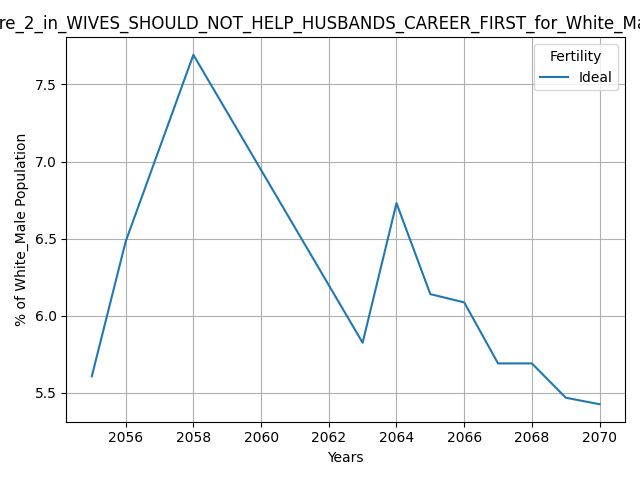 re_2_in_WIVES_SHOULD_NOT_HELP_HUSBANDS_CAREER_FIRST_for_White_Ma
Fertility
Ideal
% of White_Male Population
7.5
7.0
6.5
6.0
5.5
2056 2058 2060 2062 2064 2066 2068 2070
Years